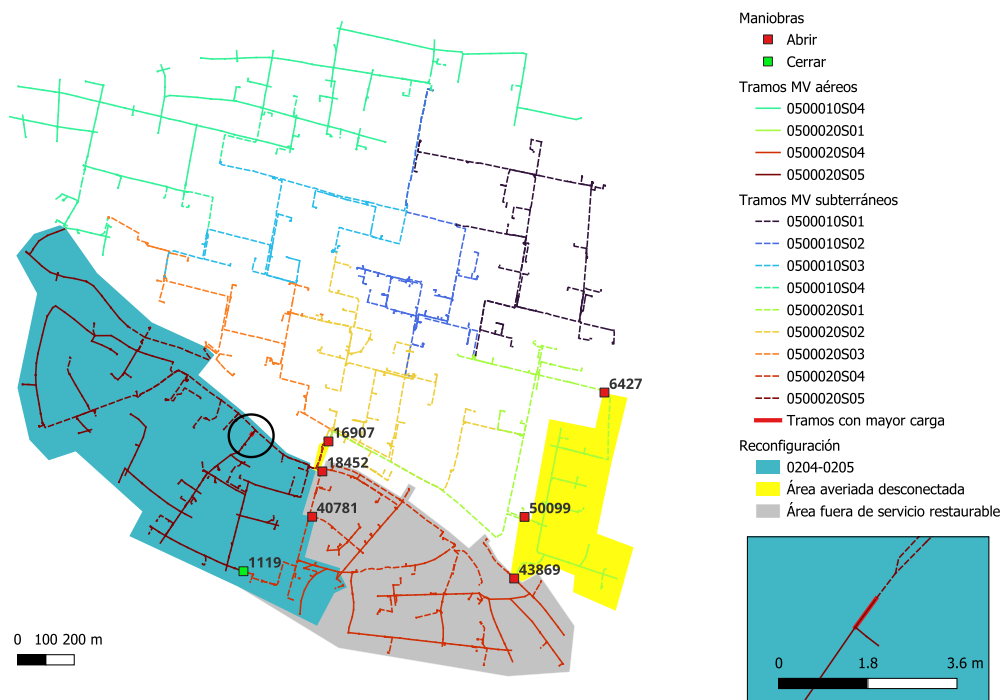 Maniobras
Abrir
Cerrar
Tramos MV aéreos
0500010S04
0500020S01
0500020S04
0500020S05
Tramos MV subterráneos
0500010S01
0500010S02
0500010S03
0500010S04
0500020S01
0500020S02
0500020S03
0500020S04
0500020S05
Tramos con mayor carga
Reconfiguración
0204-0205
Área averiada desconectada
Área fuera de servicio restaurable
6427
16907
18452
40781
50099
1119
43869
0 100 200 m
0 1.8 3.6 m